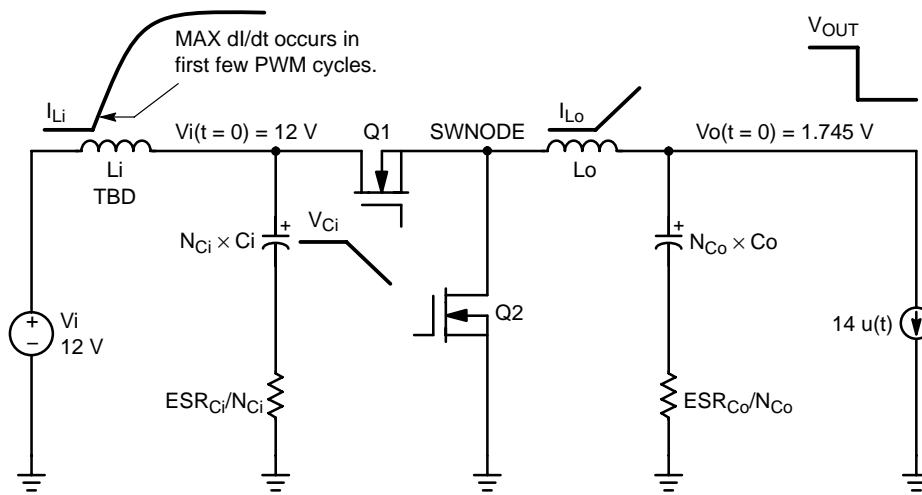 MAX dI/dt occurs in
first few PWM cycles.
VOUT
ILi
Vi(t = 0) = 12 V
Q1
SWNODE
ILo
Vo(t = 0) = 1.745 V
Li
TBD
Lo
VCi
NCi × Ci
+
NCo × Co
+
Q2
+
−
Vi
12 V
14 u(t)
ESRCi/NCi
ESRCo/NCo